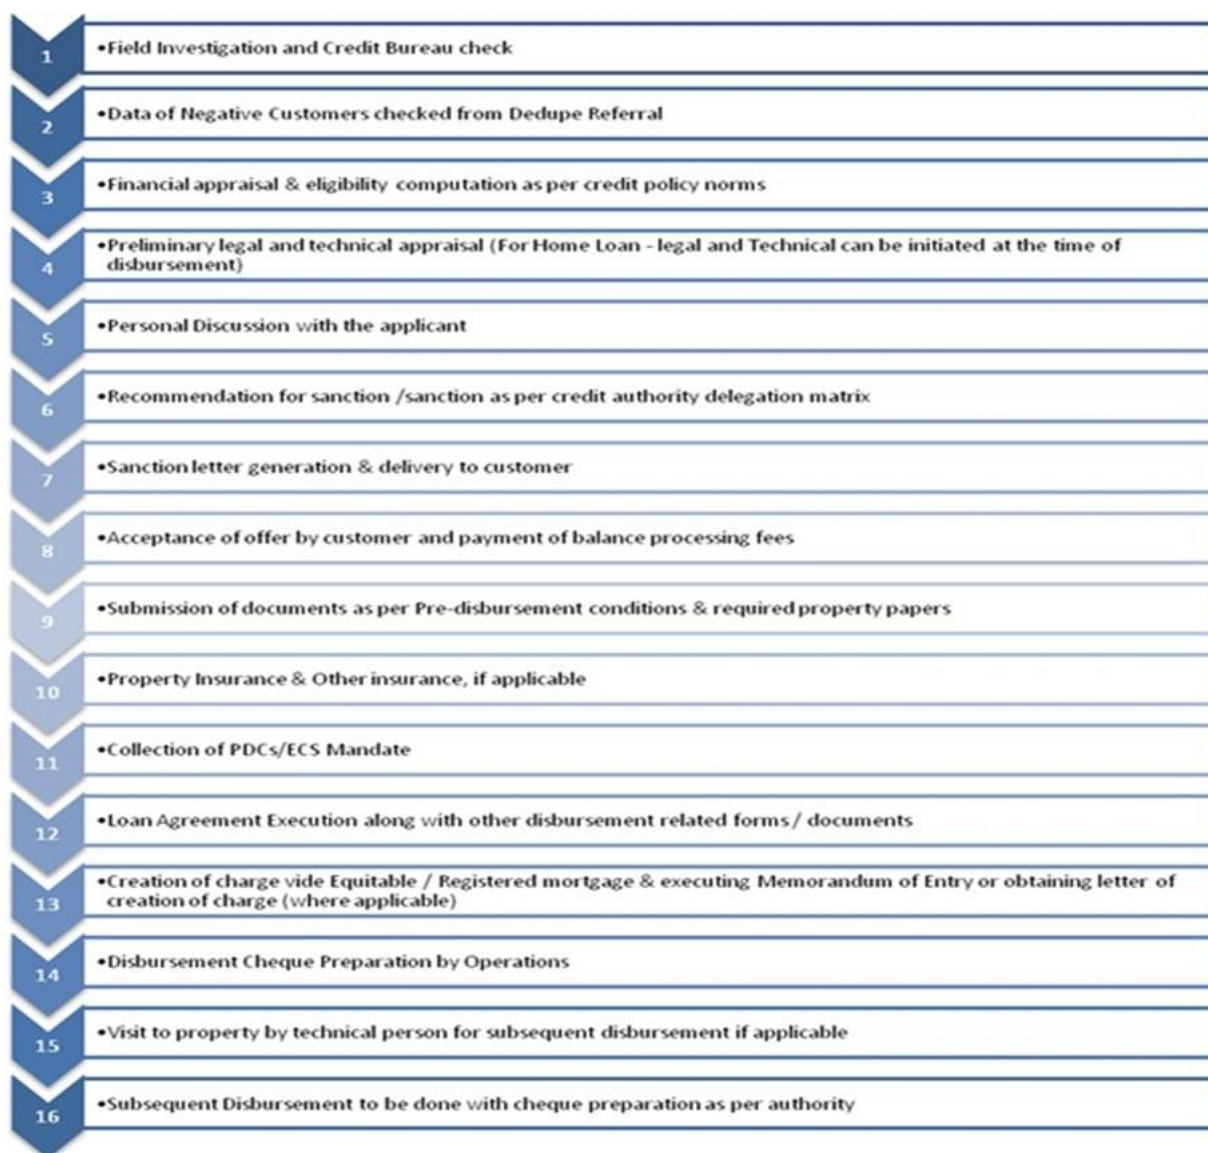 1
•Field Investigation and Credit Bureau check
2
•Data of Negative Customers checked from Dedupe Referral
3
•Financial appraisal & eligibility computation as per credit policy norms
4
•Preliminary legal and technical appraisal (For Home Loan - legal and Technical can be initiated at the time of
disbursement)
5
•Personal Discussion with the applicant
6
•Recommendation for sanction /sanction as per credit authority delegation matrix
7
•Sanction letter generation & delivery to customer
8
•Acceptance of offer by customer and payment of balance processing fees
9
•Submission of documents as per Pre-disbursement conditions & required property papers
10
•Property Insurance & Other insurance, if applicable
11
•Collection of PDCs/ECS Mandate
12
•Loan Agreement Execution along with other disbursement related forms / documents
13
•Creation of charge vide Equitable / Registered mortgage & executing Memorandum of Entry or obtaining letter of
creation of charge (where applicable)
14
•Disbursement Cheque Preparation by Operations
15
•Visit to property by technical person for subsequent disbursement if applicable
16
•Subsequent Disbursement to be done with cheque preparation as per authority